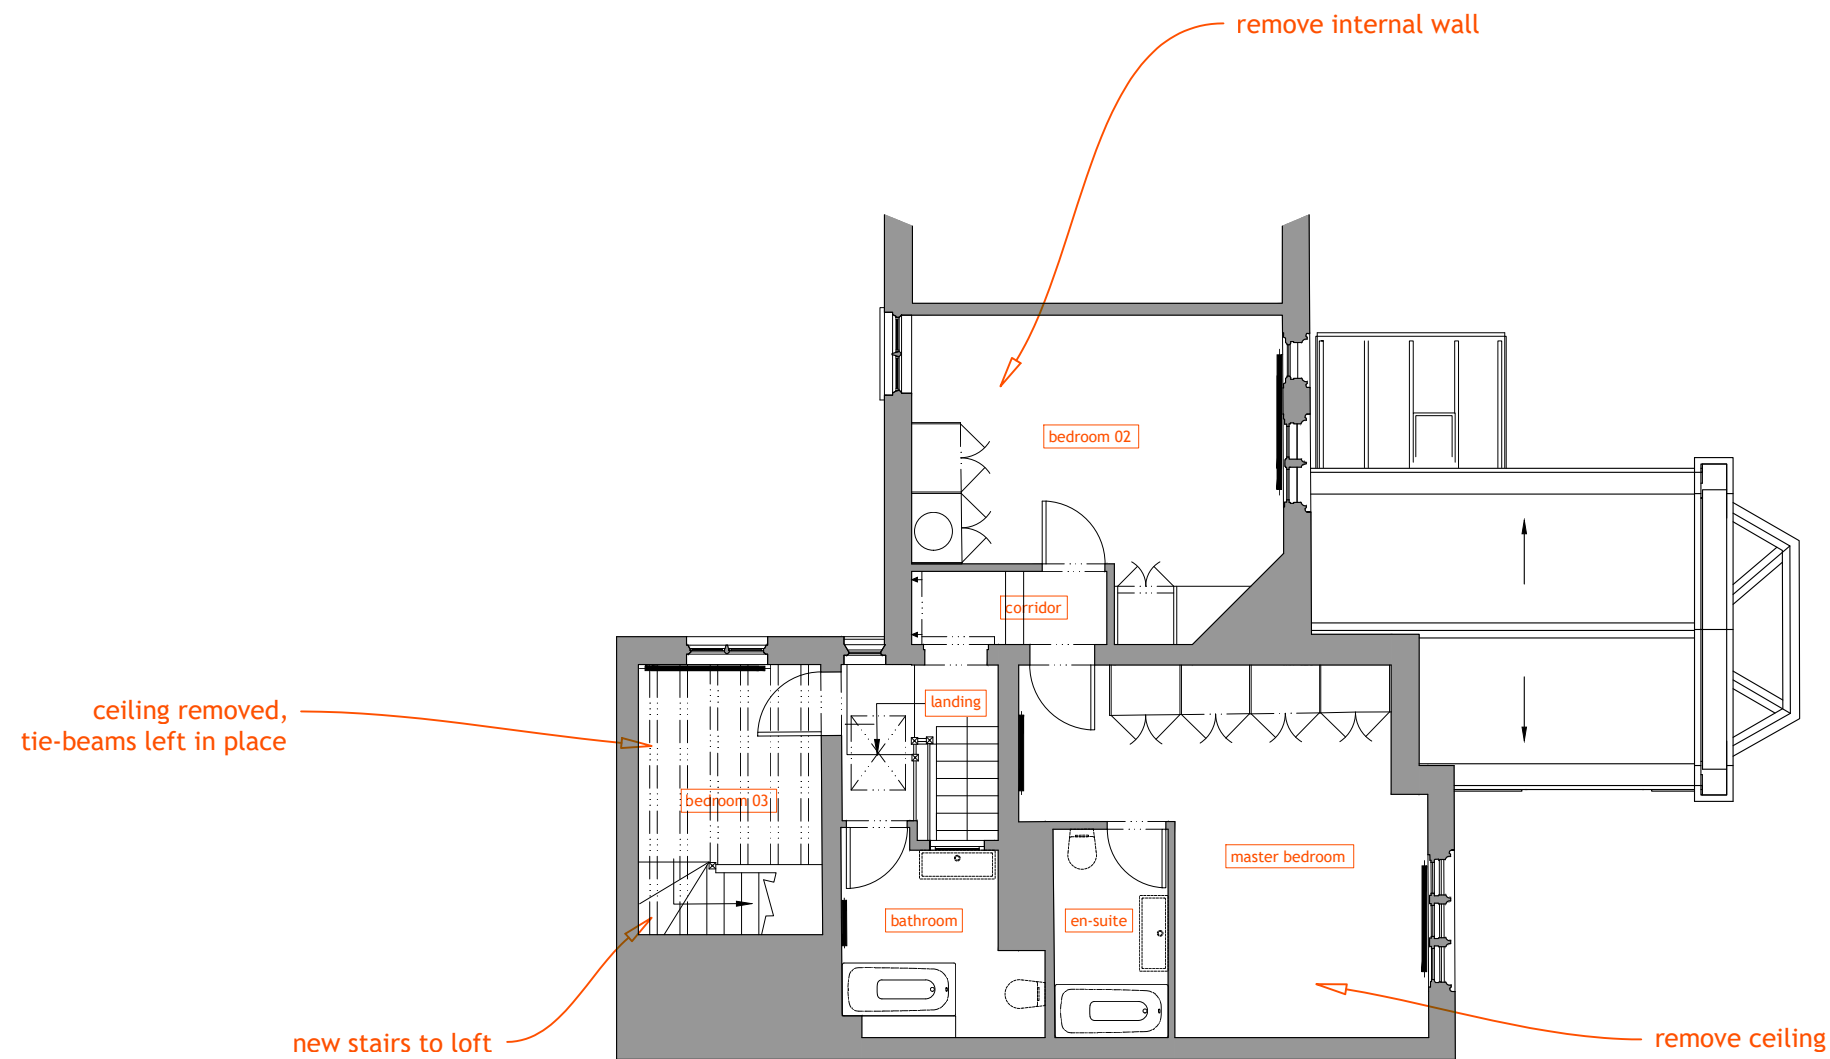 remove internal wall
bedroom 02
corridor
landing
ceiling removed,
tie-beams left in place
bedroom 03
master bedroom
bathroom
en-suite
new stairs to loft
remove ceiling